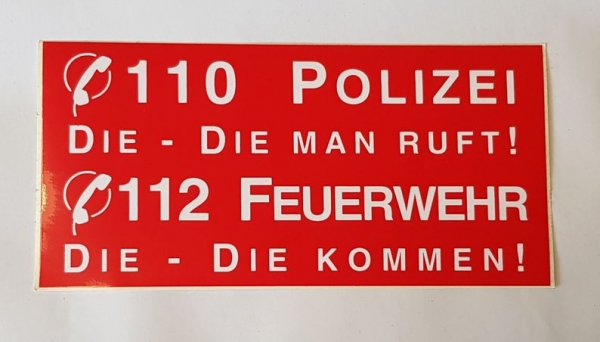 110 POLIZEI
DIE - DIE MAN RUFT!
112 FEUERWEHR
DIE - DIE KOMMEN!